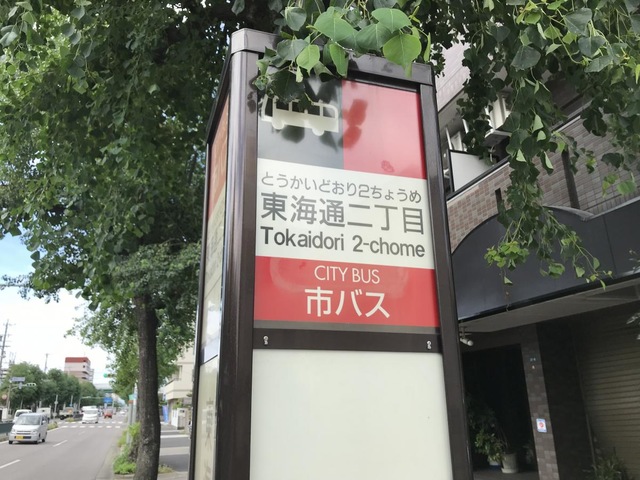 とうかいどおり2ちょうめ
東海通二丁目
Tokaidori 2-chome
CITY BUS
市バス